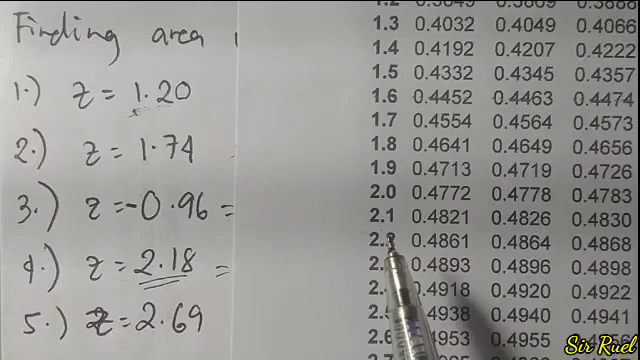 Finding area
1.) z = 1.20
2.) z = 1.74
3.) z = -0.96 =
4.) z = 2.18 =
5.) z = 2.69
1.3 0.4032 0.4049 0.4066
1.4 0.4192 0.4207 0.4222
1.5 0.4332 0.4345 0.4357
1.6 0.4452 0.4463 0.4474
1.7 0.4554 0.4564 0.4573
1.8 0.4641 0.4649 0.4656
1.9 0.4713 0.4719 0.4726
2.0 0.4772 0.4778 0.4783
2.1 0.4821 0.4826 0.4830
0.4861 0.4864 0.4868
0.4893 0.4896 0.4898
0.4918 0.4920 0.4922
0.4940 0.4941
2.6 0.4955
Sir Ruel